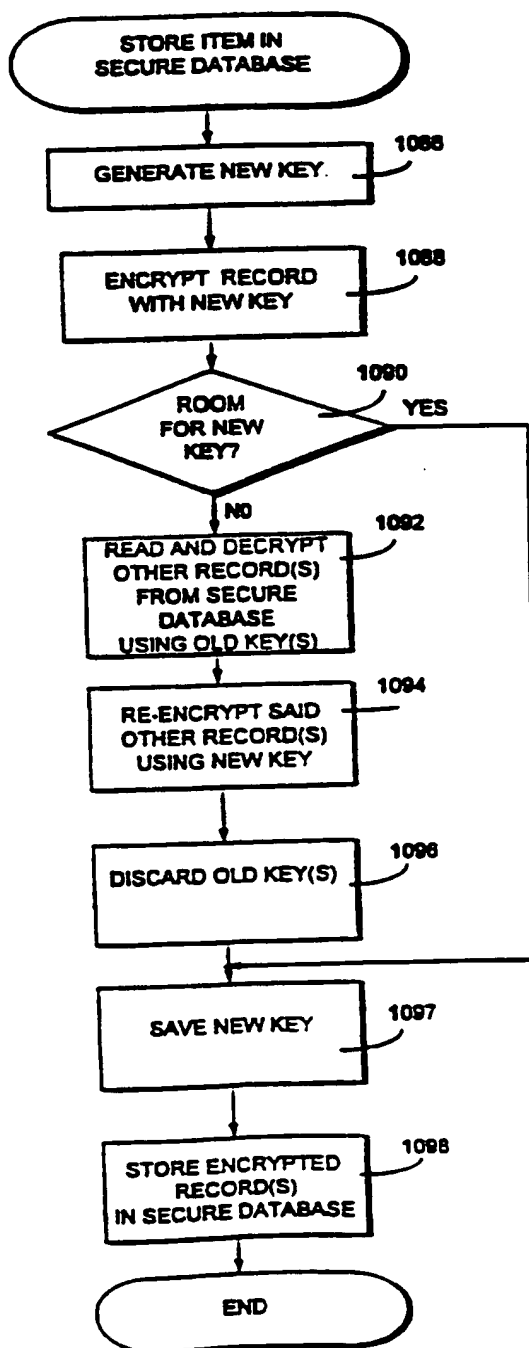 STORE ITEM IN
SECURE DATABASE
1086
GENERATE NEW KEY.
1088
ENCRYPT RECORD
WITH NEW KEY
1090
ROOM
FOR NEW
KEY?
YES
NO
1092
READ AND DECRYPT
OTHER RECORD(S)
FROM SECURE
DATABASE
USING OLD KEY(S)
1094
RE-ENCRYPT SAID
OTHER RECORD(S)
USING NEW KEY
1096
DISCARD OLD KEY(S)
SAVE NEW KEY
1097
1098
STORE ENCRYPTED
RECORD(S)
IN SECURE DATABASE
END